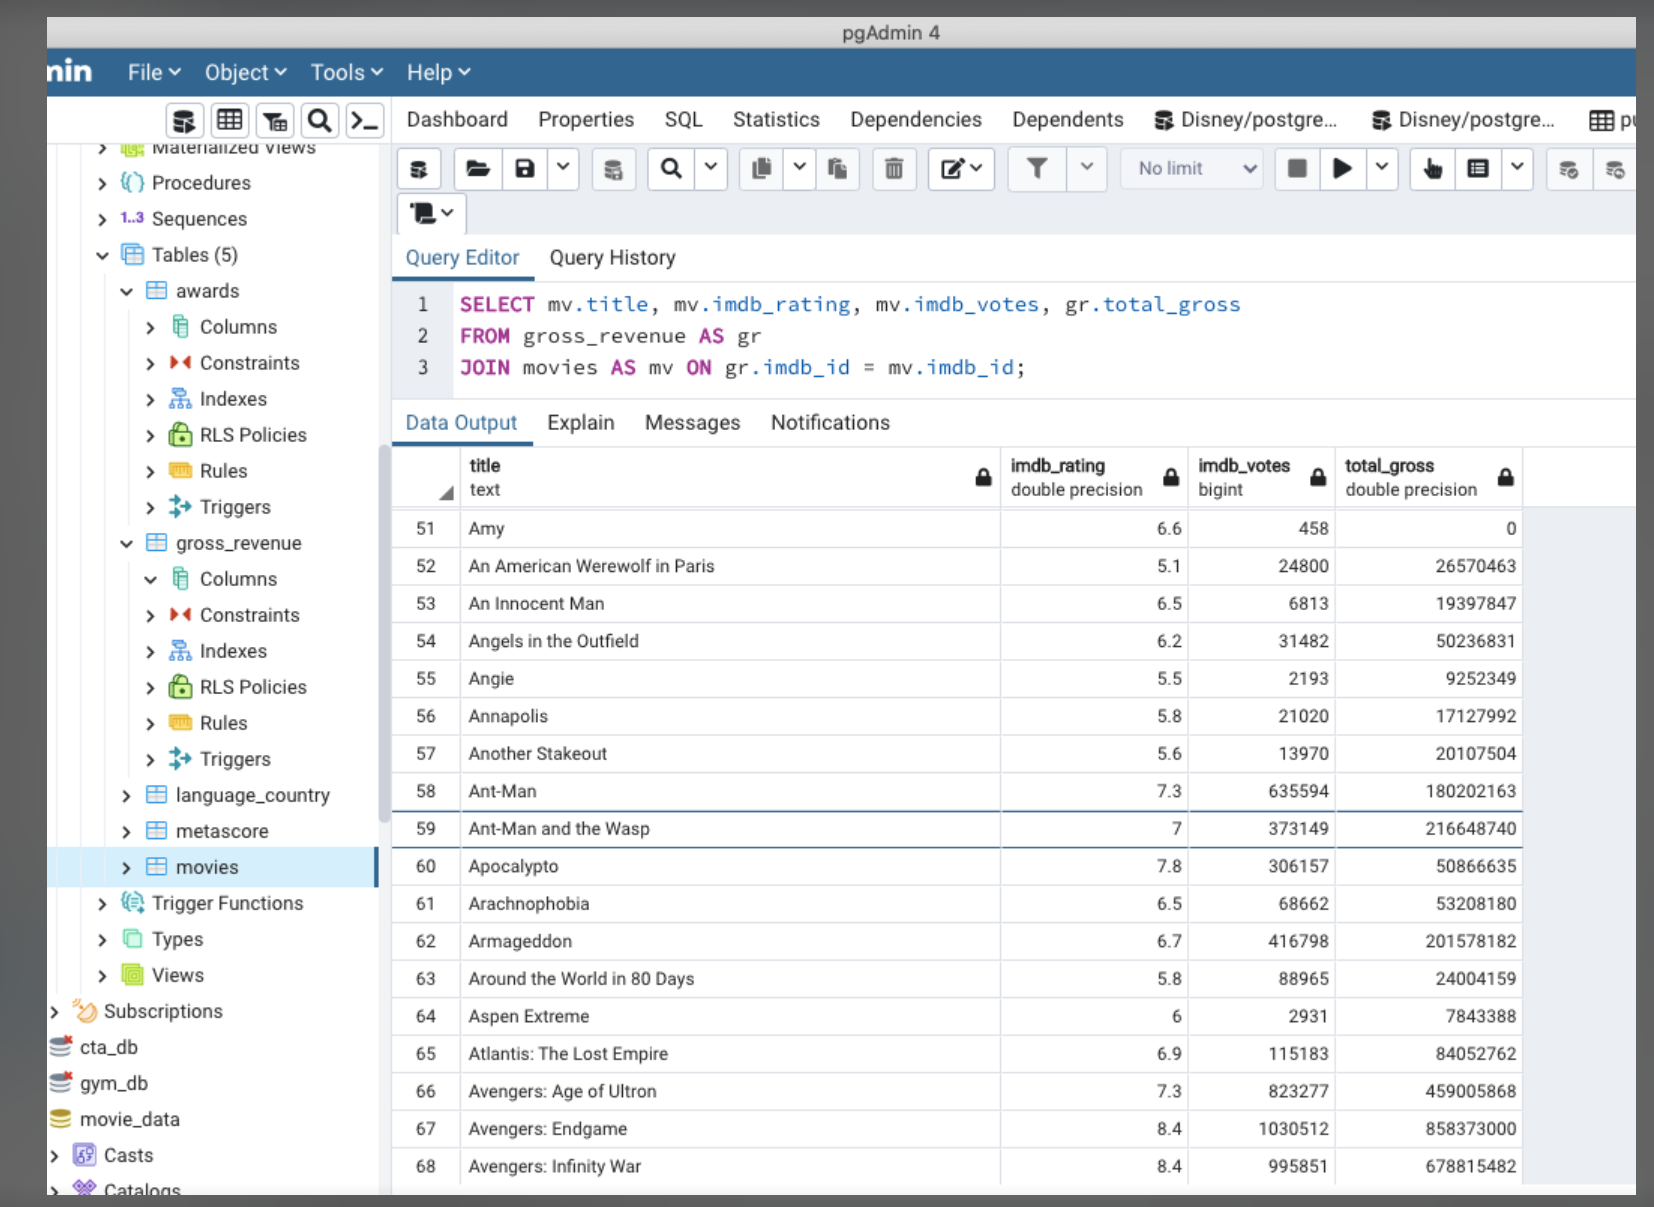 pgAdmin 4
min File Object Tools Help
Dashboard Properties SQL Statistics Dependencies Dependents Disney/postgre... Disney/postgre...
No limit
Materialized Views
Procedures
1..3 Sequences
Tables (5)
awards
Columns
Constraints
Indexes
RLS Policies
Rules
Triggers
gross_revenue
Columns
Constraints
Indexes
RLS Policies
Rules
Triggers
language_country
metascore
movies
Trigger Functions
Types
Views
Subscriptions
cta_db
gym_db
movie_data
Casts
Catalogs
Query Editor Query History
1 SELECT mv.title, mv.imdb_rating, mv.imdb_votes, gr.total_gross
2 FROM gross_revenue AS gr
3 JOIN movies AS mv ON gr.imdb_id = mv.imdb_id;
Data Output Explain Messages Notifications
title imdb_rating imdb_votes total_gross
text double precision bigint double precision
51 Amy 6.6 458 0
52 An American Werewolf in Paris 5.1 24800 26570463
53 An Innocent Man 6.5 6813 19397847
54 Angels in the Outfield 6.2 31482 50236831
55 Angie 5.5 2193 9252349
56 Annapolis 5.8 21020 17127992
57 Another Stakeout 5.6 13970 20107504
58 Ant-Man 7.3 635594 180202163
59 Ant-Man and the Wasp 7 373149 216648740
60 Apocalypto 7.8 306157 50866635
61 Arachnophobia 6.5 68662 53208180
62 Armageddon 6.7 416798 201578182
63 Around the World in 80 Days 5.8 88965 24004159
64 Aspen Extreme 6 2931 7843388
65 Atlantis: The Lost Empire 6.9 115183 84052762
66 Avengers: Age of Ultron 7.3 823277 459005868
67 Avengers: Endgame 8.4 1030512 858373000
68 Avengers: Infinity War 8.4 995851 678815482